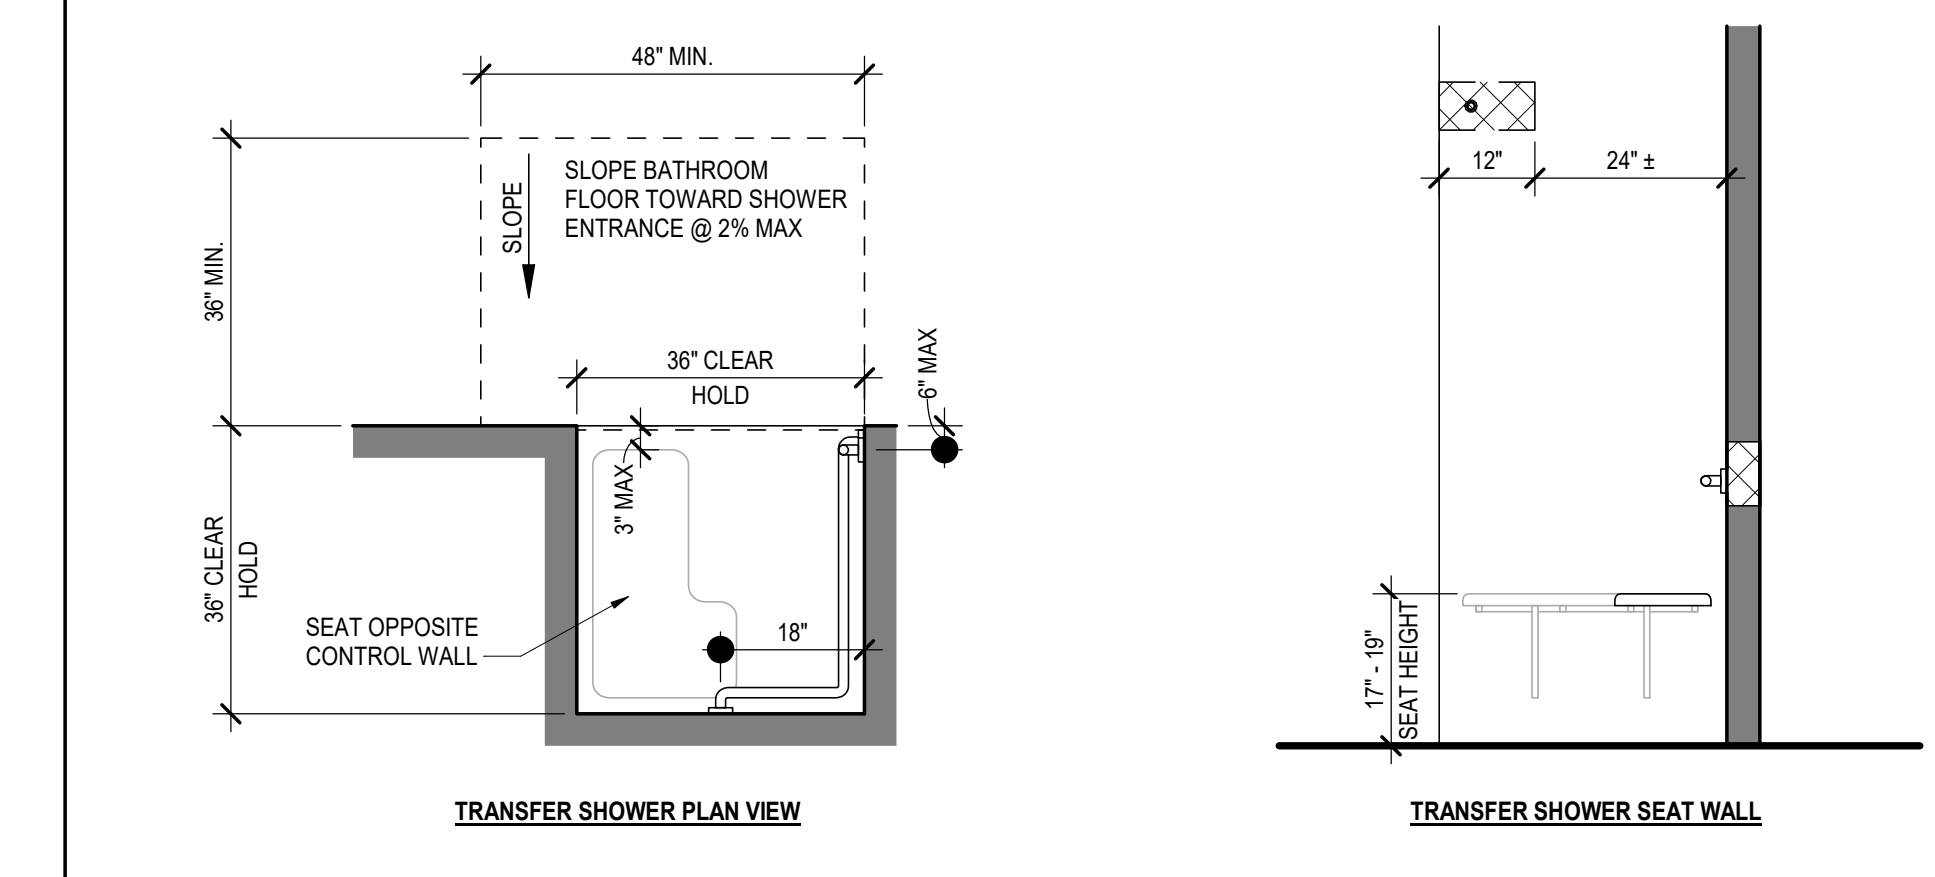 48" MIN.
SLOPE BATHROOM
FLOOR TOWARD SHOWER
ENTRANCE @ 2% MAX
SLOPE
36" MIN.
36" CLEAR
HOLD
6" MAX
3" MAX
36" CLEAR
HOLD
SEAT OPPOSITE
CONTROL WALL
18"
TRANSFER SHOWER PLAN VIEW
12"
24" ±
17" - 19"
SEAT HEIGHT
TRANSFER SHOWER SEAT WALL